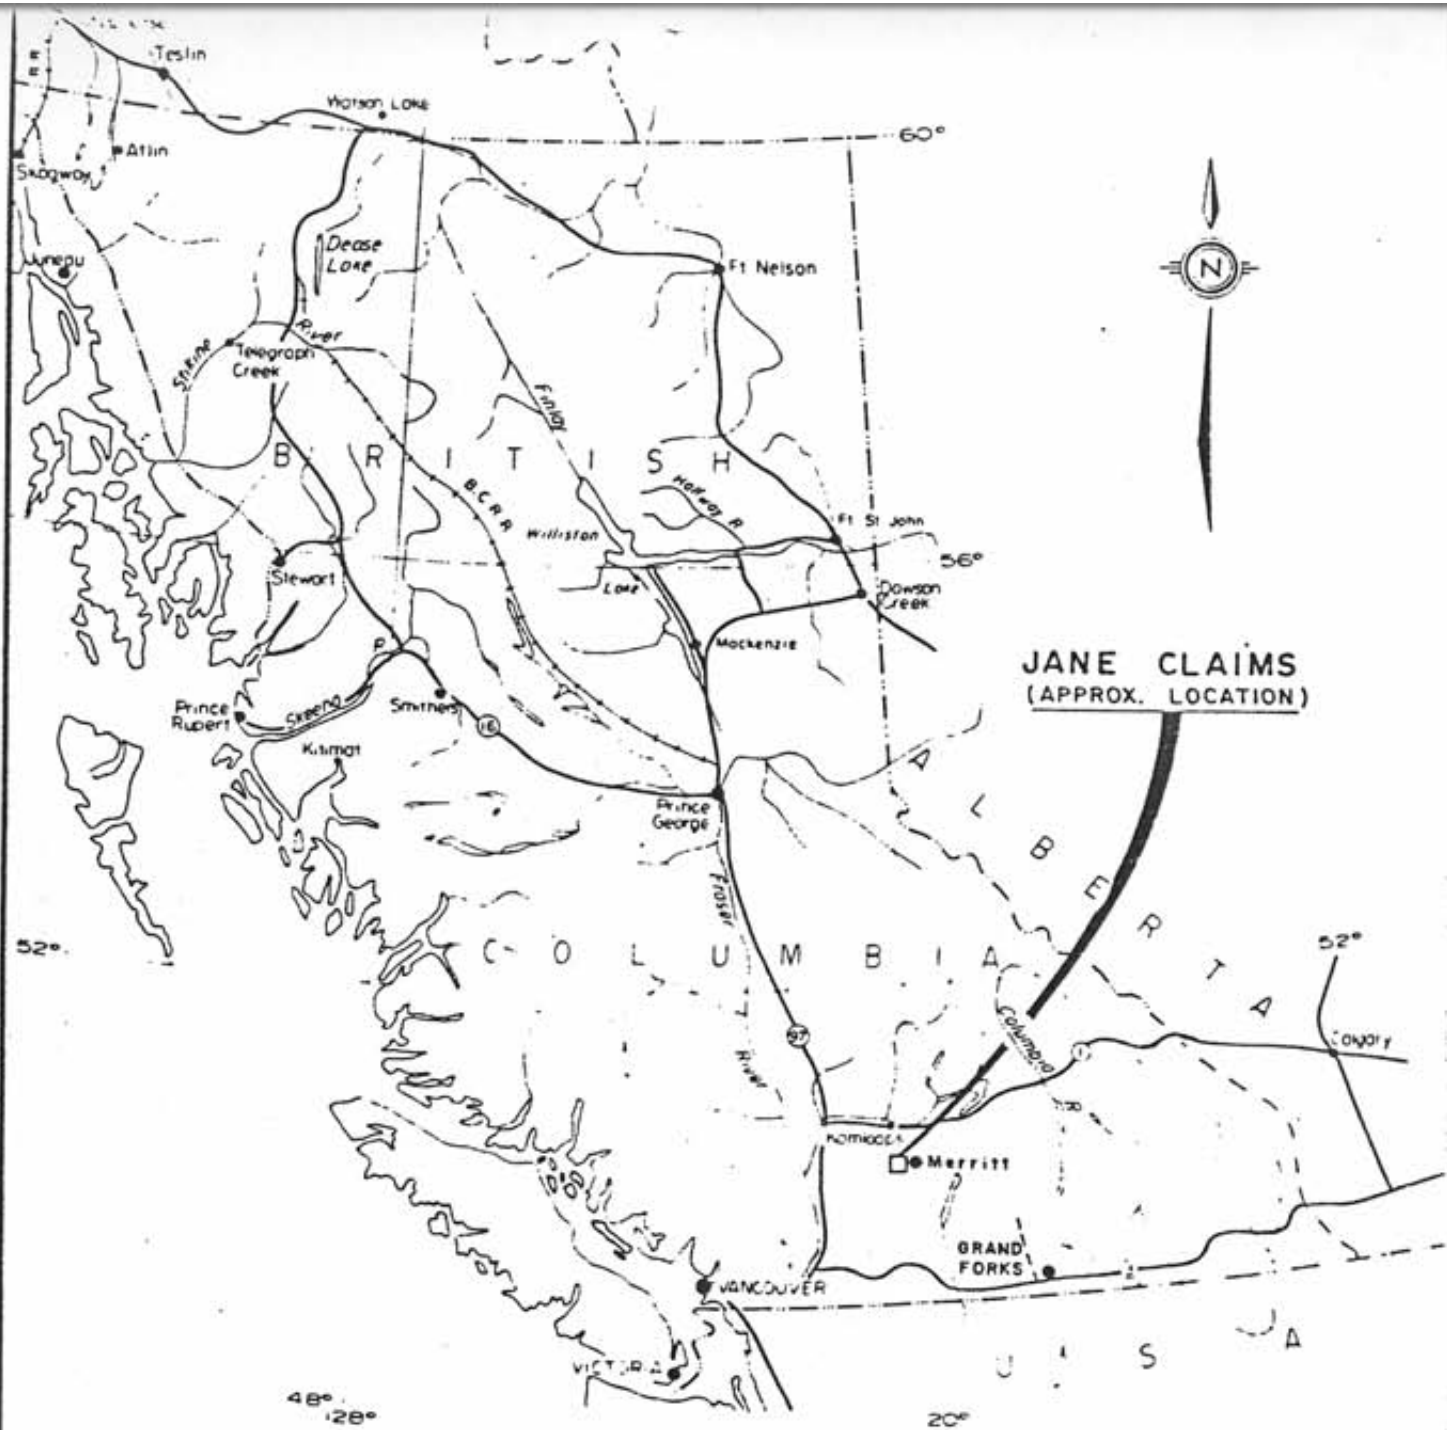 Teslin
Watson Lake
60°
Atlin
Skagway
N
Dease
Lake
Juneau
Ft Nelson
River
Stikine
Telegraph
Creek
Finlay
B R I T I S H
B.C.R.R
Halfway R
Williston
Ft St John
56°
Stewart
Lake
Dawson
Creek
R
Mackenzie
JANE CLAIMS
(APPROX. LOCATION)
Prince
Rupert
Skeena
Smithers
16
Kitimat
A L B E R T A
Prince
George
Fraser
52°
C O L U M B I A
52°
Columbia
97
1
Calgary
River
Kamloops
Merritt
GRAND
FORKS
VANCOUVER
U S A
VICTORIA
48°
128°
20°